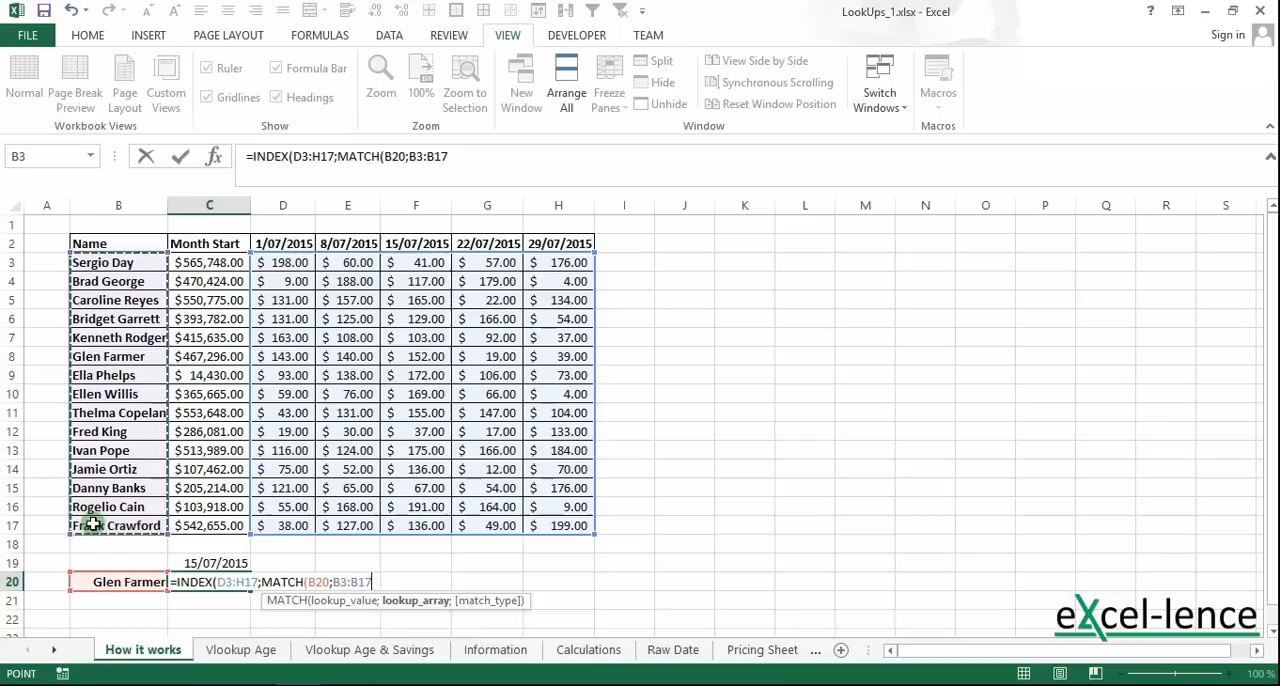 LookUps_1.xlsx - Excel
?
FILE HOME INSERT PAGE LAYOUT FORMULAS DATA REVIEW VIEW DEVELOPER TEAM Sign in
Normal Page Break Preview Page Layout Custom Views
Workbook Views
Ruler Formula Bar
Gridlines Headings
Show
Zoom 100% Zoom to Selection
Zoom
New Window Arrange All Freeze Panes
Split View Side by Side
Hide Synchronous Scrolling
Unhide Reset Window Position
Switch Windows
Window
Macros
Macros
B3 fx =INDEX(D3:H17;MATCH(B20;B3:B17
A B C D E F G H I J K L M N O P Q R S
1
2 Name Month Start 1/07/2015 8/07/2015 15/07/2015 22/07/2015 29/07/2015
3 Sergio Day $565,748.00 $ 198.00 $ 60.00 $ 41.00 $ 57.00 $ 176.00
4 Brad George $470,424.00 $ 9.00 $ 188.00 $ 117.00 $ 179.00 $ 4.00
5 Caroline Reyes $550,775.00 $ 131.00 $ 157.00 $ 165.00 $ 22.00 $ 134.00
6 Bridget Garrett $393,782.00 $ 131.00 $ 125.00 $ 129.00 $ 166.00 $ 54.00
7 Kenneth Rodger $415,635.00 $ 163.00 $ 108.00 $ 103.00 $ 92.00 $ 37.00
8 Glen Farmer $467,296.00 $ 143.00 $ 140.00 $ 152.00 $ 19.00 $ 39.00
9 Ella Phelps $ 14,430.00 $ 93.00 $ 138.00 $ 172.00 $ 106.00 $ 73.00
10 Ellen Willis $365,665.00 $ 59.00 $ 76.00 $ 169.00 $ 66.00 $ 4.00
11 Thelma Copelan $553,648.00 $ 43.00 $ 131.00 $ 155.00 $ 147.00 $ 104.00
12 Fred King $286,081.00 $ 19.00 $ 30.00 $ 37.00 $ 17.00 $ 133.00
13 Ivan Pope $513,989.00 $ 116.00 $ 124.00 $ 175.00 $ 166.00 $ 184.00
14 Jamie Ortiz $107,462.00 $ 75.00 $ 52.00 $ 136.00 $ 12.00 $ 70.00
15 Danny Banks $205,214.00 $ 121.00 $ 65.00 $ 67.00 $ 54.00 $ 176.00
16 Rogelio Cain $103,918.00 $ 55.00 $ 168.00 $ 191.00 $ 164.00 $ 9.00
17 Frank Crawford $542,655.00 $ 38.00 $ 127.00 $ 136.00 $ 49.00 $ 199.00
18
19 15/07/2015
20 Glen Farmer =INDEX(D3:H17;MATCH(B20;B3:B17
21 MATCH(lookup_value; lookup_array; [match_type])
22
eXcel-lence
How it works Vlookup Age Vlookup Age & Savings Information Calculations Raw Date Pricing Sheet ...
POINT 100 %